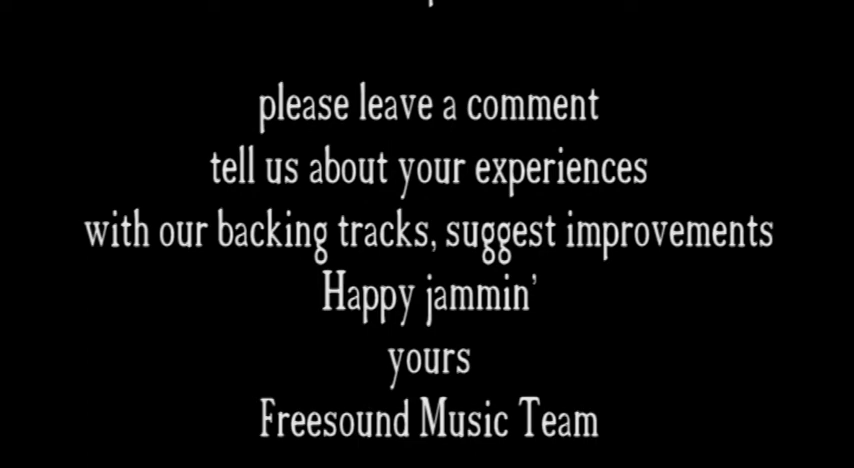 please leave a comment
tell us about your experiences
with our backing tracks, suggest improvements
Happy jammin'
yours
Freesound Music Team